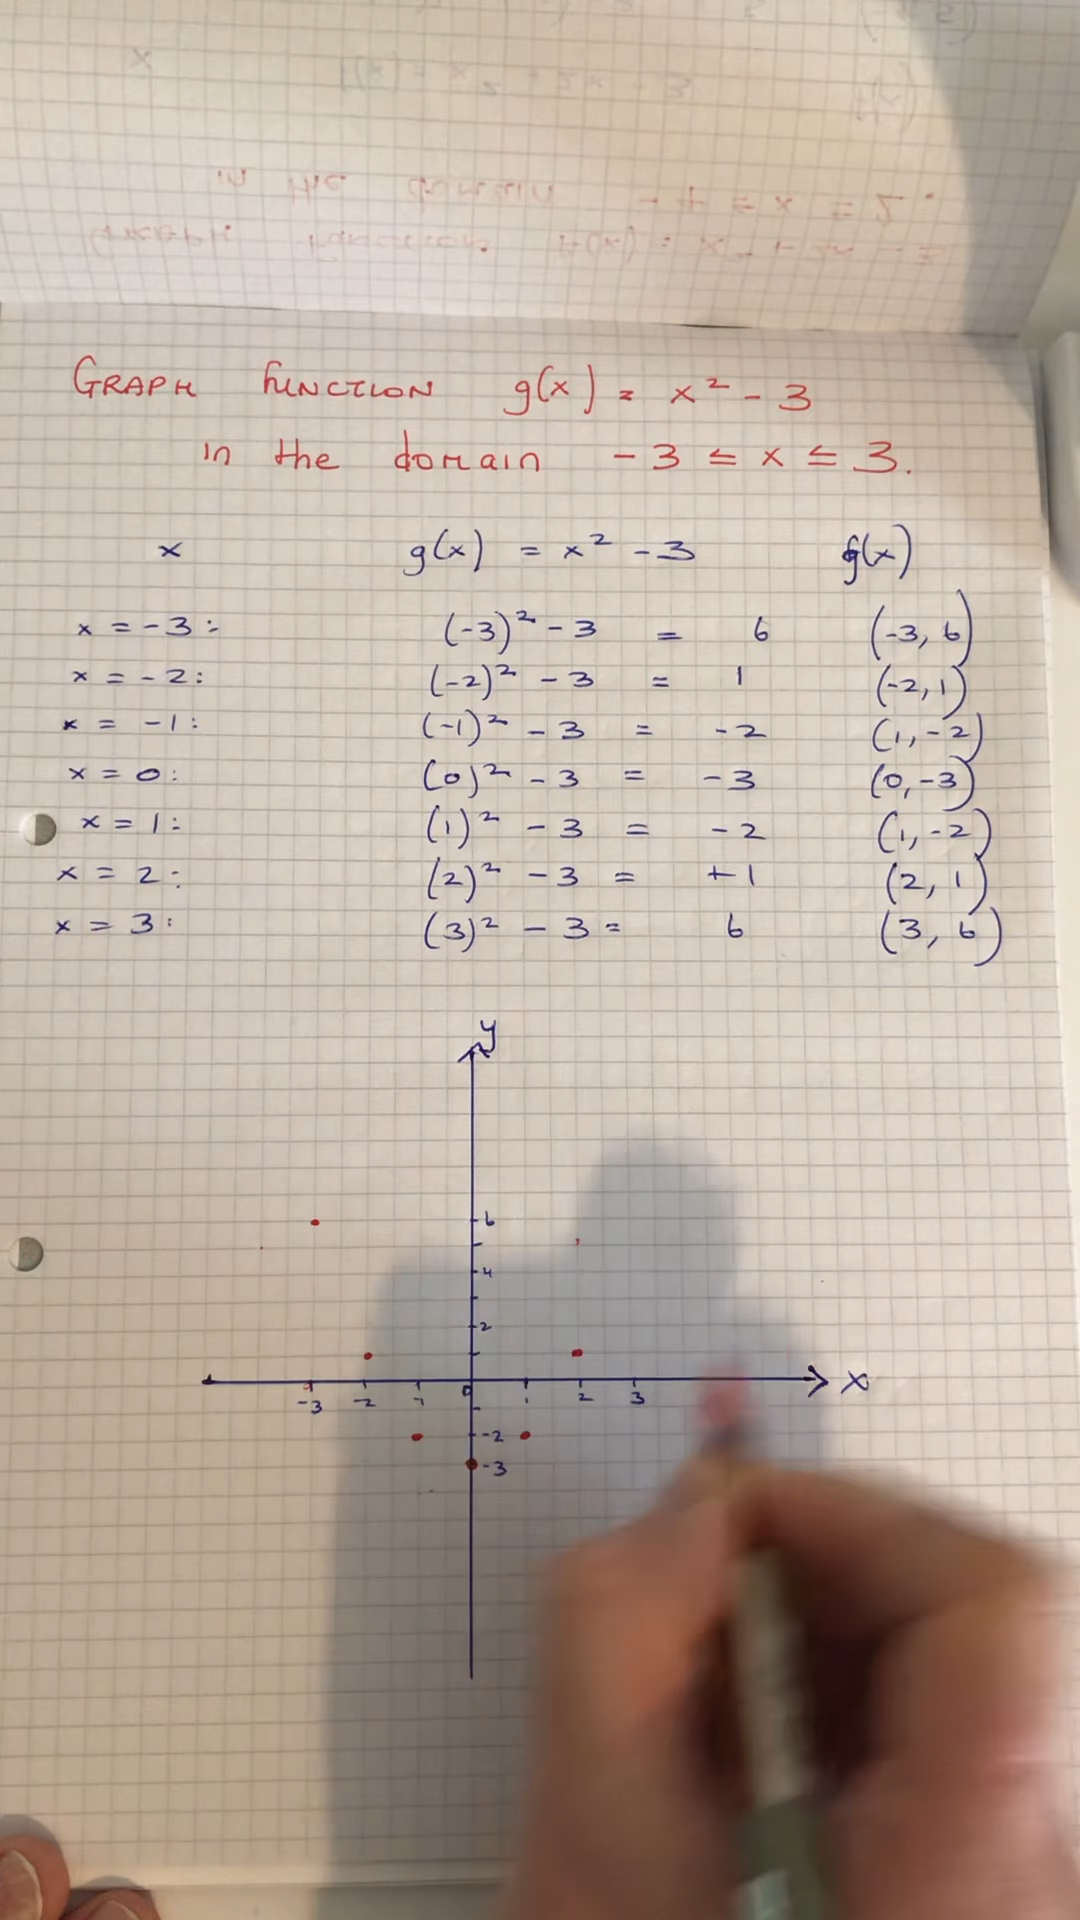 GRAPH FUNCTION g(x) = x² - 3
in the domain -3 ≤ x ≤ 3.
x g(x) = x² - 3 g(x)
x = -3: (-3)² - 3 = 6 (-3, 6)
x = -2: (-2)² - 3 = 1 (-2, 1)
x = -1: (-1)² - 3 = -2 (1, -2)
x = 0: (0)² - 3 = -3 (0, -3)
x = 1: (1)² - 3 = -2 (1, -2)
x = 2: (2)² - 3 = +1 (2, 1)
x = 3: (3)² - 3 = 6 (3, 6)
y
6
4
2
x
-3 -2 -1 0 1 2 3
-2
-3